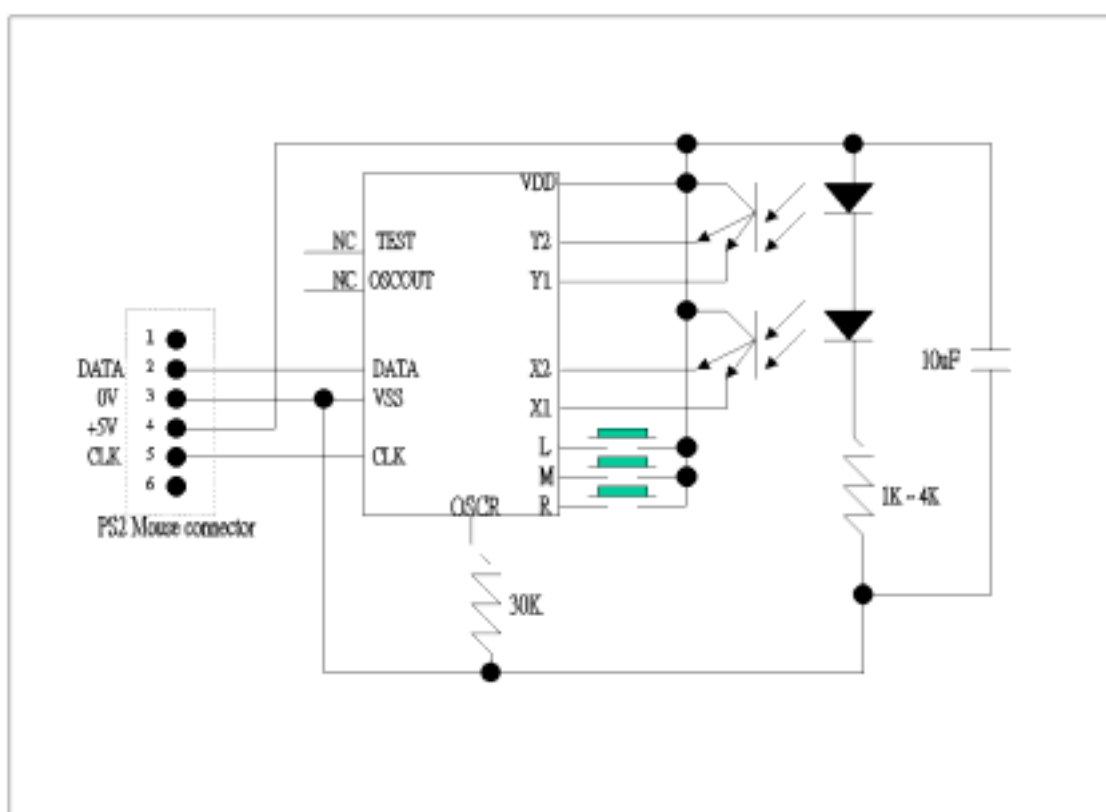 VDD
NC TEST
Y2
NC OSCOUT
Y1
1
DATA 2 DATA
X2
10uF
0V 3 VSS
X1
+5V 4
L
CLK 5 CLK
M
6
R
1K - 4K
OSCR
PS2 Mouse connector
30K